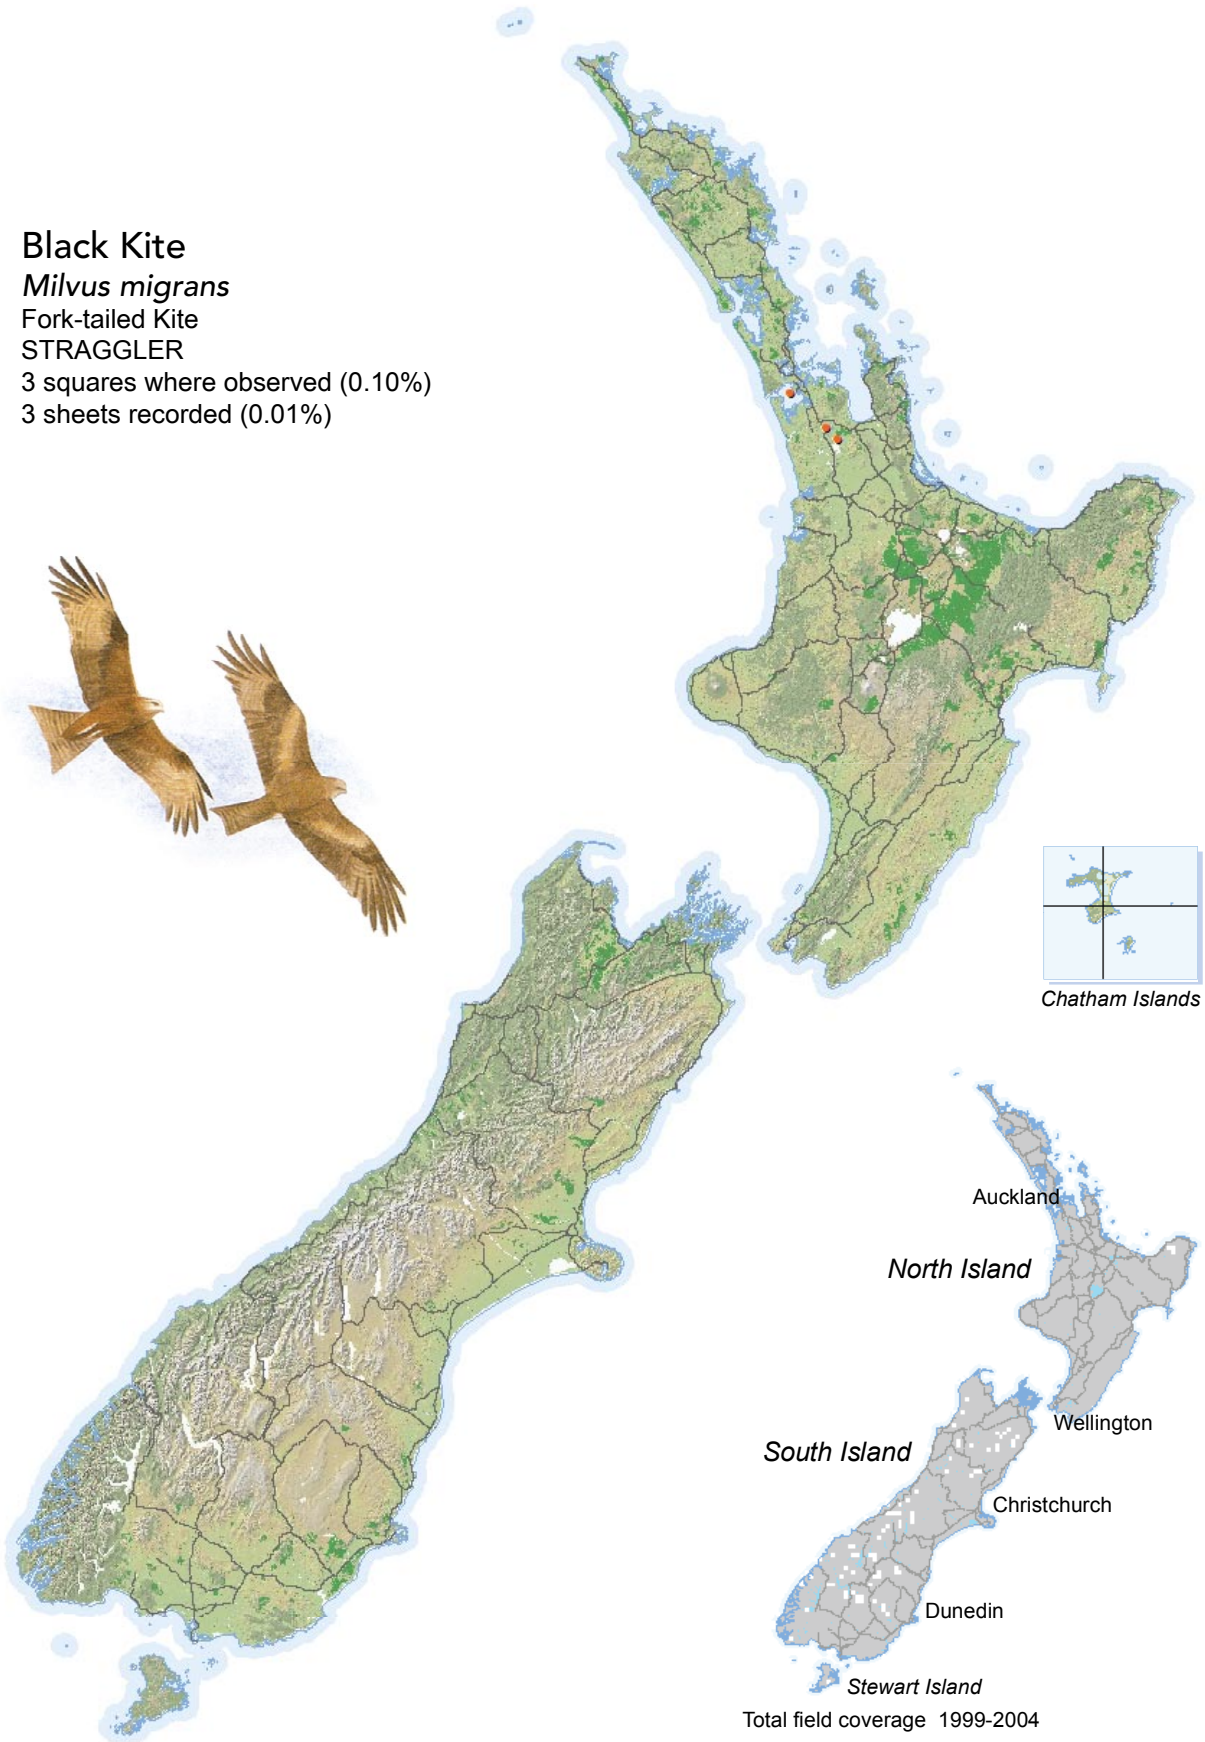 Black Kite
Milvus migrans
Fork-tailed Kite
STRAGGLER
3 squares where observed (0.10%)
3 sheets recorded (0.01%)
Chatham Islands
Auckland
North Island
Wellington
South Island
Christchurch
Dunedin
Stewart Island
Total field coverage 1999-2004